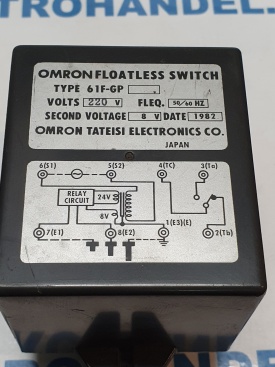 TROHANDEL.
OMRON FLOATLESS SWITCH
TYPE 61F-GP
VOLTS 220 V FLEQ. 50/60 HZ
SECOND VOLTAGE 8 V DATE 1982
OMRON TATEISI ELECTRONICS CO.
JAPAN
6(S1) 5(S2) 4(TC) 3(Ta)
RELAY CIRCUIT
24V
8V
7(E1) 8(E2) 1(E3)(E) 2(Tb)